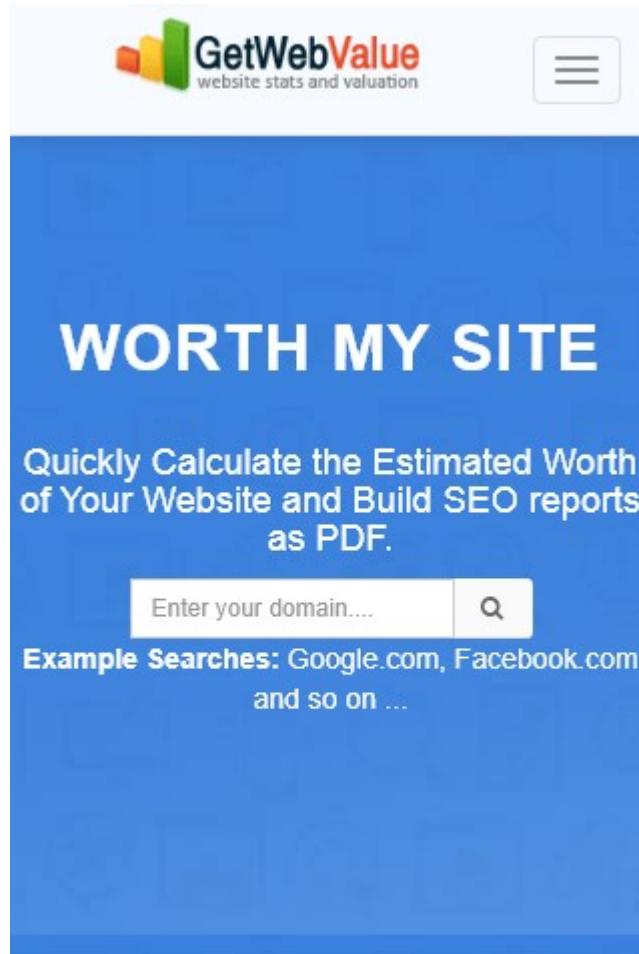 GetWebValue
website stats and valuation
WORTH MY SITE
Quickly Calculate the Estimated Worth
of Your Website and Build SEO reports
as PDF.
Enter your domain....
Example Searches: Google.com, Facebook.com
and so on ...